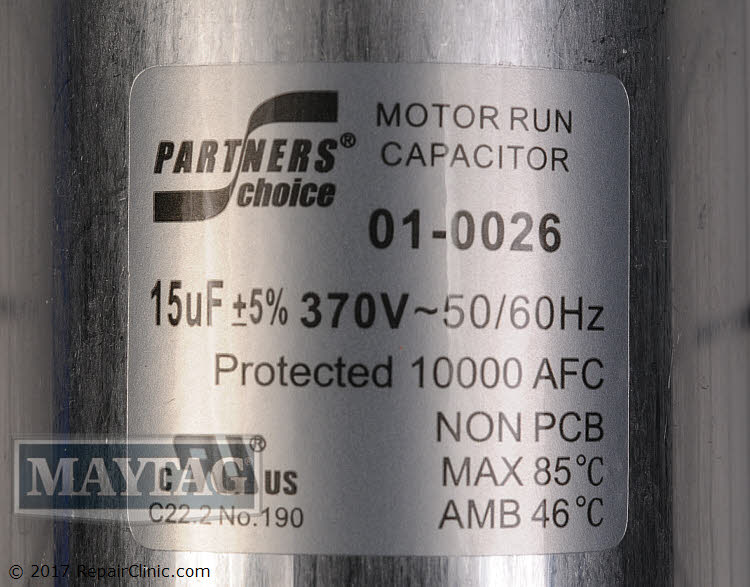 PARTNERS®
choice
MOTOR RUN
CAPACITOR
01-0026
15uF ±5% 370V~50/60Hz
Protected 10000 AFC
NON PCB
MAX 85°C
AMB 46°C
MAYTAG
®
C US
C22.2 No.190
© 2017 RepairClinic.com